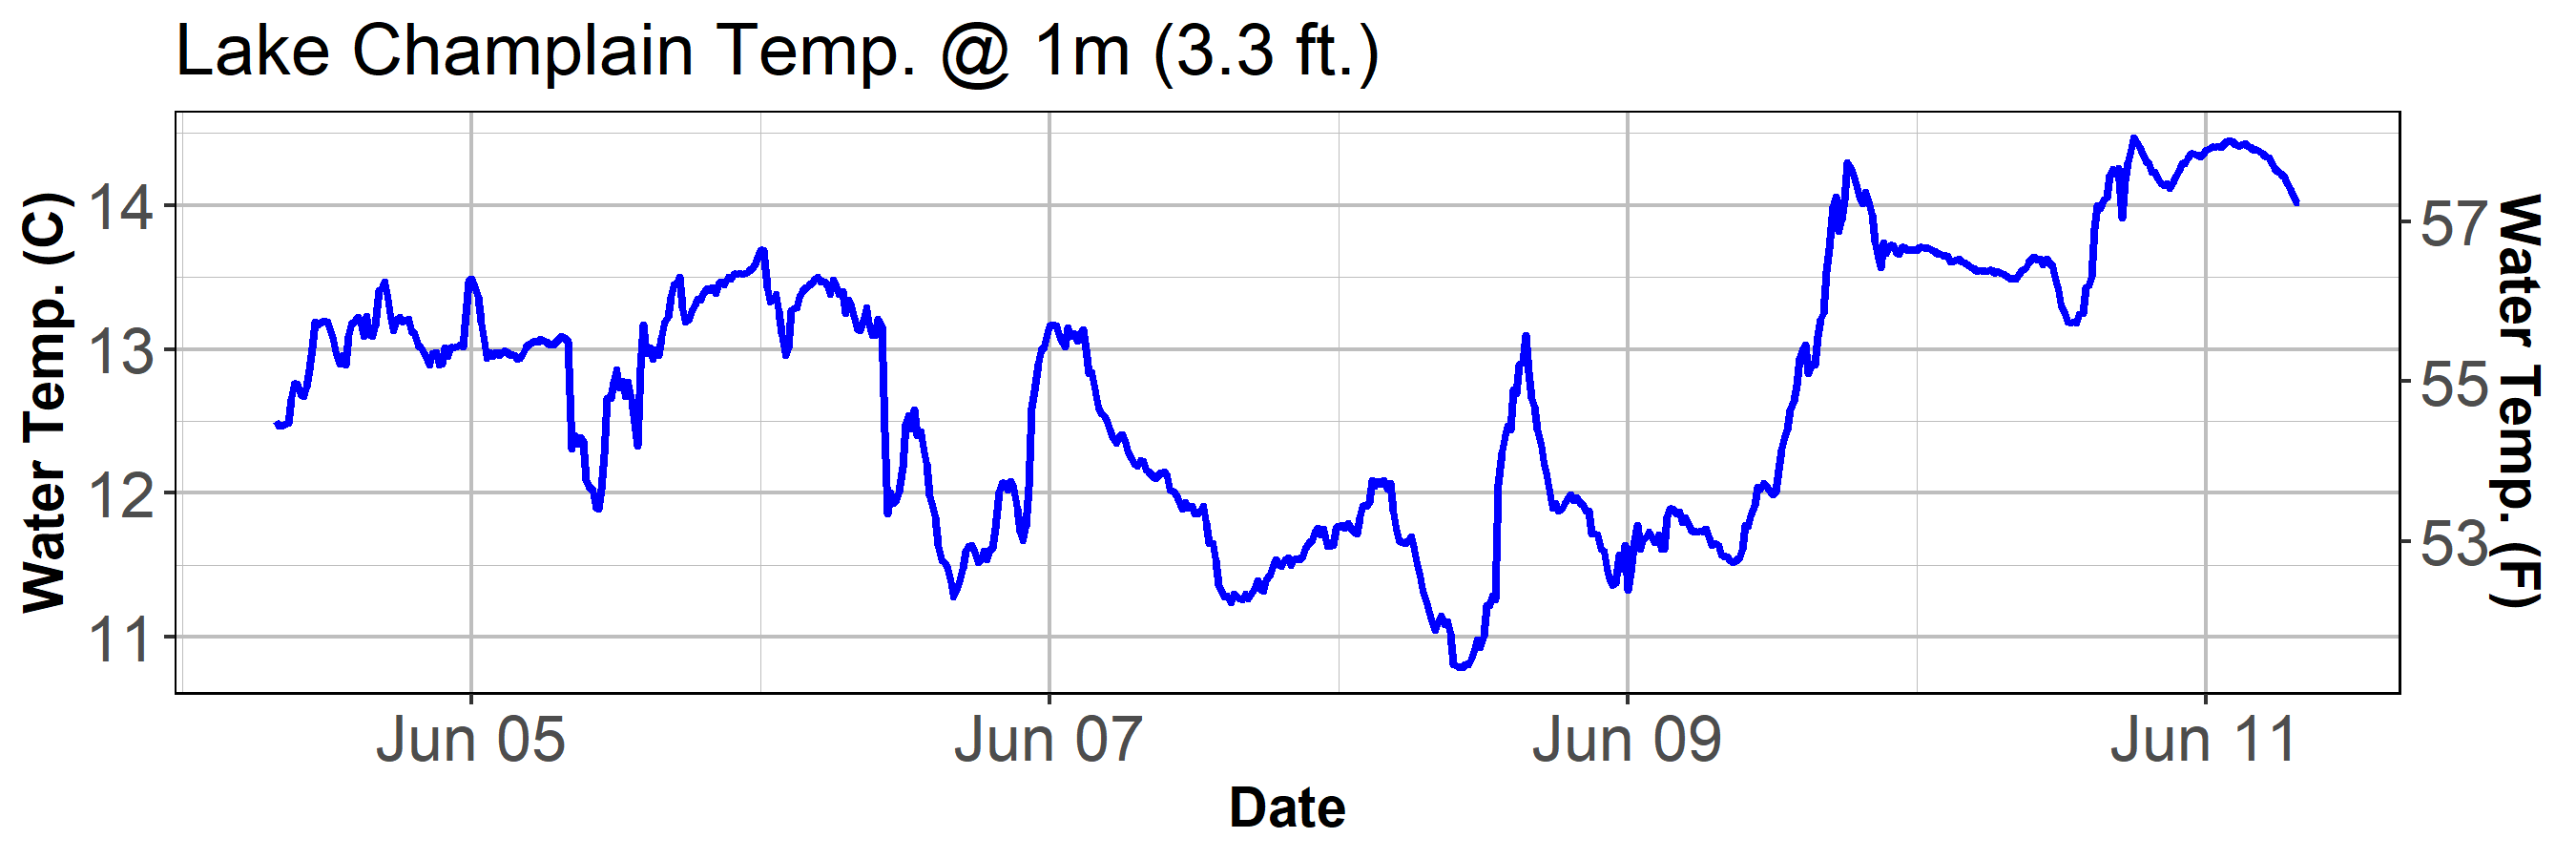 Lake Champlain Temp. @ 1m (3.3 ft.)
Water Temp. (C)
14
13
12
11
57
55
53
Water Temp. (F)
Jun 05
Jun 07
Jun 09
Jun 11
Date